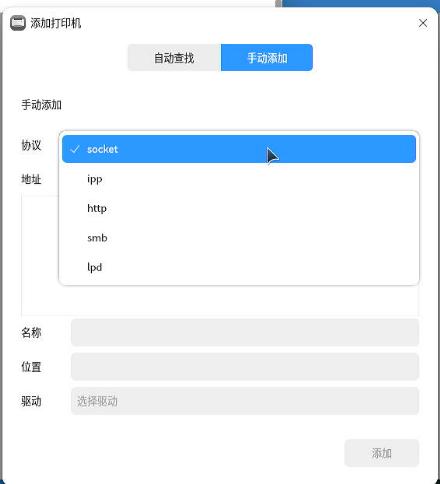 添加打印机
自动查找 手动添加
手动添加
协议 socket
ipp
地址
http
smb
lpd
名称
位置
驱动 选择驱动
添加